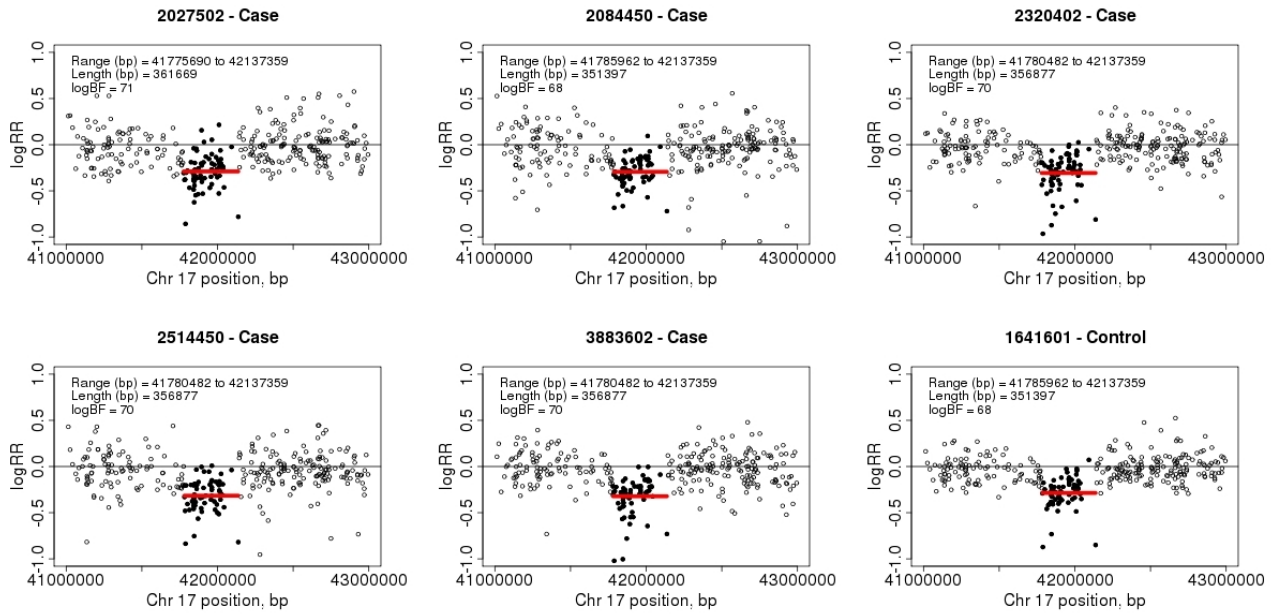 2027502 - Case
Range (bp) = 41775690 to 42137359
Length (bp) = 361669
logBF = 71
1.0
0.5
0.0
-0.5
-1.0
logRR
41000000 42000000 43000000
Chr 17 position, bp
2084450 - Case
Range (bp) = 41785962 to 42137359
Length (bp) = 351397
logBF = 68
1.0
0.5
0.0
-0.5
-1.0
logRR
41000000 42000000 43000000
Chr 17 position, bp
2320402 - Case
Range (bp) = 41780482 to 42137359
Length (bp) = 356877
logBF = 70
1.0
0.5
0.0
-0.5
-1.0
logRR
41000000 42000000 43000000
Chr 17 position, bp
2514450 - Case
Range (bp) = 41780482 to 42137359
Length (bp) = 356877
logBF = 70
1.0
0.5
0.0
-0.5
-1.0
logRR
41000000 42000000 43000000
Chr 17 position, bp
3883602 - Case
Range (bp) = 41780482 to 42137359
Length (bp) = 356877
logBF = 70
1.0
0.5
0.0
-0.5
-1.0
logRR
41000000 42000000 43000000
Chr 17 position, bp
1641601 - Control
Range (bp) = 41785962 to 42137359
Length (bp) = 351397
logBF = 68
1.0
0.5
0.0
-0.5
-1.0
logRR
41000000 42000000 43000000
Chr 17 position, bp